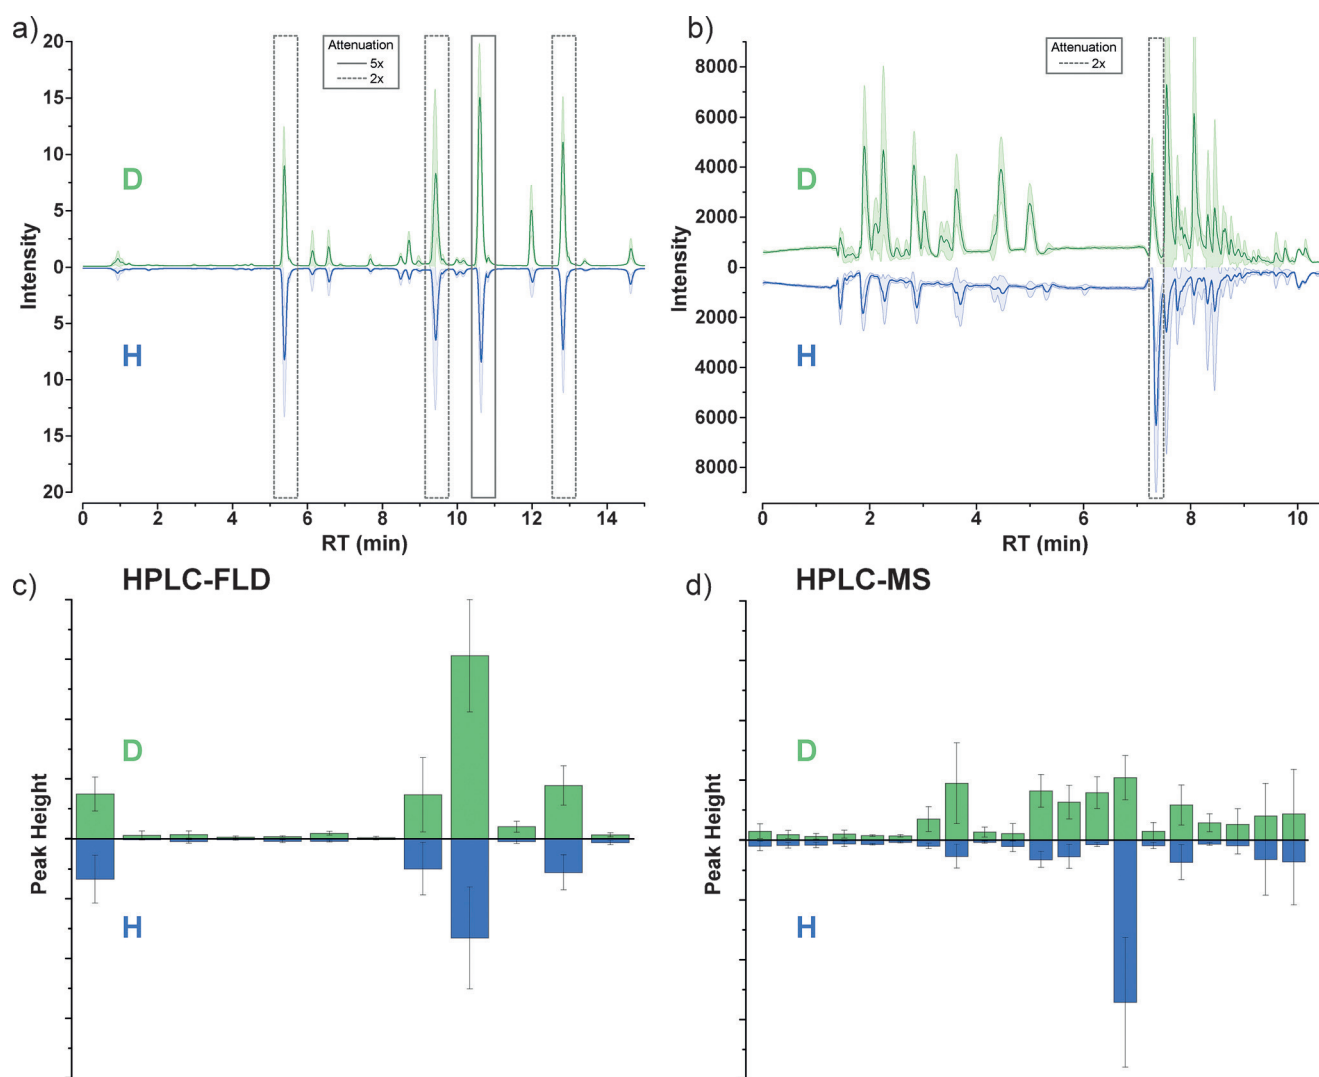 a)
Attenuation
5x
2x
20
15
10
5
0
5
10
15
20
Intensity
D
H
0 2 4 6 8 10 12 14
RT (min)
b)
Attenuation
2x
8000
6000
4000
2000
0
2000
4000
6000
8000
Intensity
D
H
0 2 4 6 8 10
RT (min)
c)
HPLC-FLD
D
H
Peak Height
d)
HPLC-MS
D
H
Peak Height